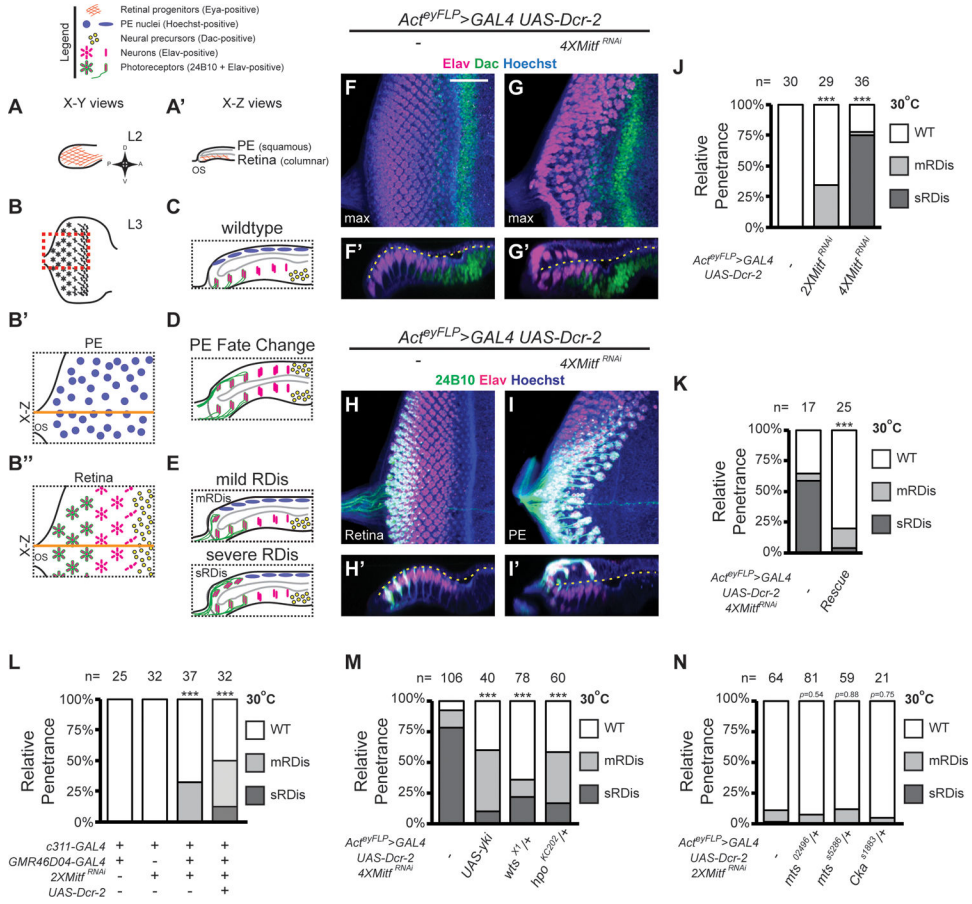 Legend
Retinal progenitors (Eya-positive)
PE nuclei (Hoechst-positive)
Neural precursors (Dac-positive)
Neurons (Elav-positive)
Photoreceptors (24B10 + Elav-positive)
A
X-Y views
A'
X-Z views
L2
D
P
A
V
PE (squamous)
Retina (columnar)
OS
B
L3
C
wildtype
B'
PE
X-Z
OS
D
PE Fate Change
B''
Retina
X-Z
OS
E
mild RDis
mRDis
severe RDis
sRDis
Act^eyFLP>GAL4 UAS-Dcr-2
-
4XMitf^RNAi
Elav Dac Hoechst
F
max
G
max
F'
G'
Act^eyFLP>GAL4 UAS-Dcr-2
-
4XMitf^RNAi
24B10 Elav Hoechst
H
Retina
I
PE
H'
I'
J
n= 30 29 36
*** ***
30°C
Relative Penetrance
100%
75%
50%
25%
0%
WT
mRDis
sRDis
Act^eyFLP>GAL4
UAS-Dcr-2
-
2XMitf^RNAi
4XMitf^RNAi
K
n= 17 25
***
30°C
Relative Penetrance
100%
75%
50%
25%
0%
WT
mRDis
sRDis
Act^eyFLP>GAL4
UAS-Dcr-2
4XMitf^RNAi
-
Rescue
L
n= 25 32 37 32
*** ***
30°C
Relative Penetrance
100%
75%
50%
25%
0%
WT
mRDis
sRDis
c311-GAL4 + - + +
GMR46D04-GAL4 + - + +
2XMitf^RNAi - + + +
UAS-Dcr-2 - - - +
M
n= 106 60 78 60
*** *** ***
30°C
Relative Penetrance
100%
75%
50%
25%
0%
WT
mRDis
sRDis
Act^eyFLP>GAL4
UAS-Dcr-2
4XMitf^RNAi
-
UAS-yki
wts^X1/+
hpo^KC202/+
N
n= 64 81 59 21
p=0.54 p=0.88 p=0.75
30°C
Relative Penetrance
100%
75%
50%
25%
0%
WT
mRDis
sRDis
Act^eyFLP>GAL4
UAS-Dcr-2
2XMitf^RNAi
-
mts^02496/+
mts^s5286/+
Cka^s1883/+